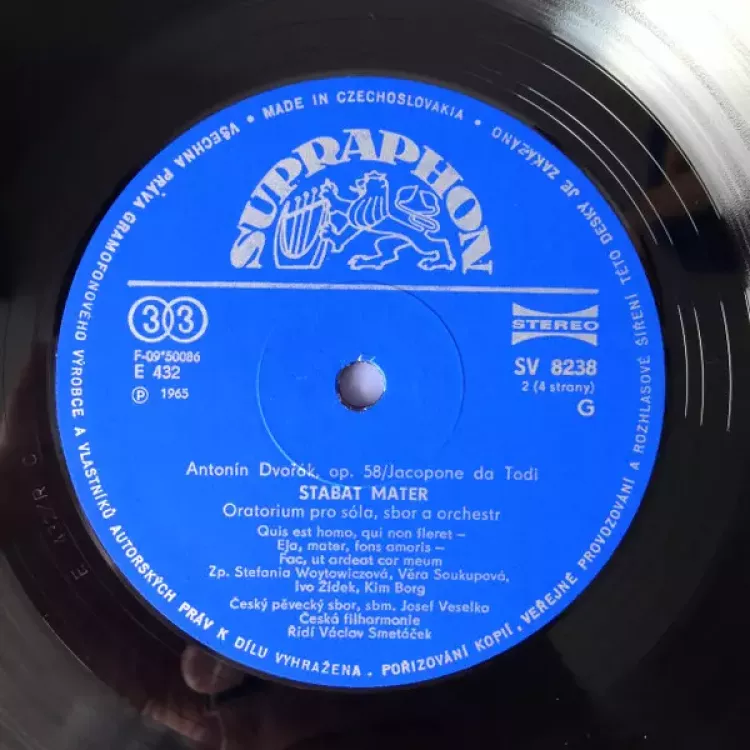 VŠECHNA PRÁVA GRAMOFONOVÉHO VÝROBCE A VLASTNÍKŮ AUTORSKÝCH PRÁV K DÍLU VYHRAŽENA. POŘIZOVÁNÍ KOPIÍ, VEŘEJNÉ PROVOZOVÁNÍ A ROZHLASOVÉ ŠÍŘENÍ TÉTO DESKY JE ZAKÁZÁNO • MADE IN CZECHOSLOVAKIA •
SUPRAPHON
33
STEREO
F-09*50086
E 432
Ⓟ 1965
SV 8238
2 (4 strany)
G
Antonín Dvořák, op. 58/Jacopone da Todi
STABAT MATER
Oratorium pro sóla, sbor a orchestr
Quis est homo, qui non fleret –
Eja, mater, fons amoris –
Fac, ut ardeat cor meum
Zp. Stefania Woytowiczová, Věra Soukupová,
Ivo Žídek, Kim Borg
Český pěvecký sbor, sbm. Josef Veselka
Česká filharmonie
Řídí Václav Smetáček